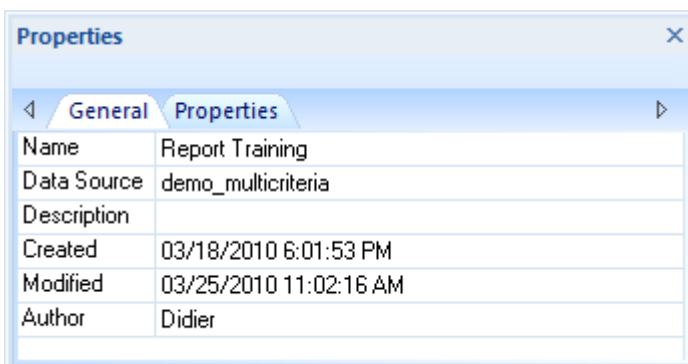 Properties
General Properties
Name Report Training
Data Source demo_multicriteria
Description
Created 03/18/2010 6:01:53 PM
Modified 03/25/2010 11:02:16 AM
Author Didier